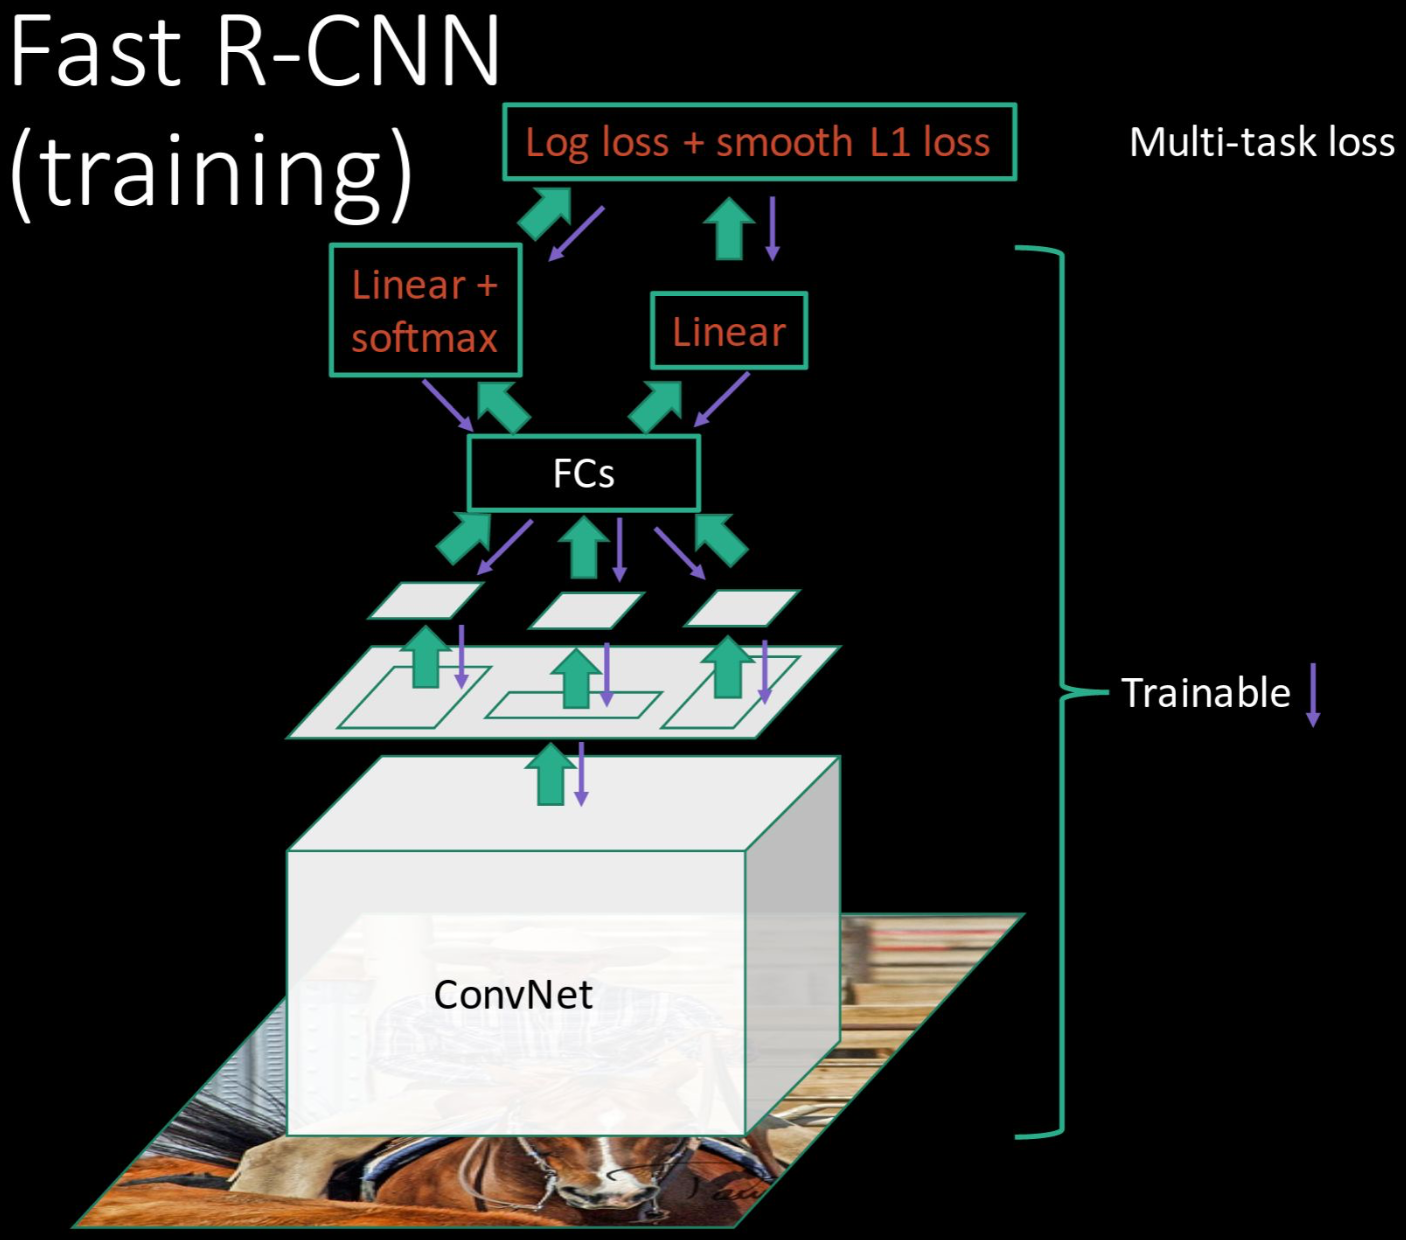 Fast R-CNN
(training)
Log loss + smooth L1 loss
Multi-task loss
Linear +
softmax
Linear
FCs
Trainable
ConvNet